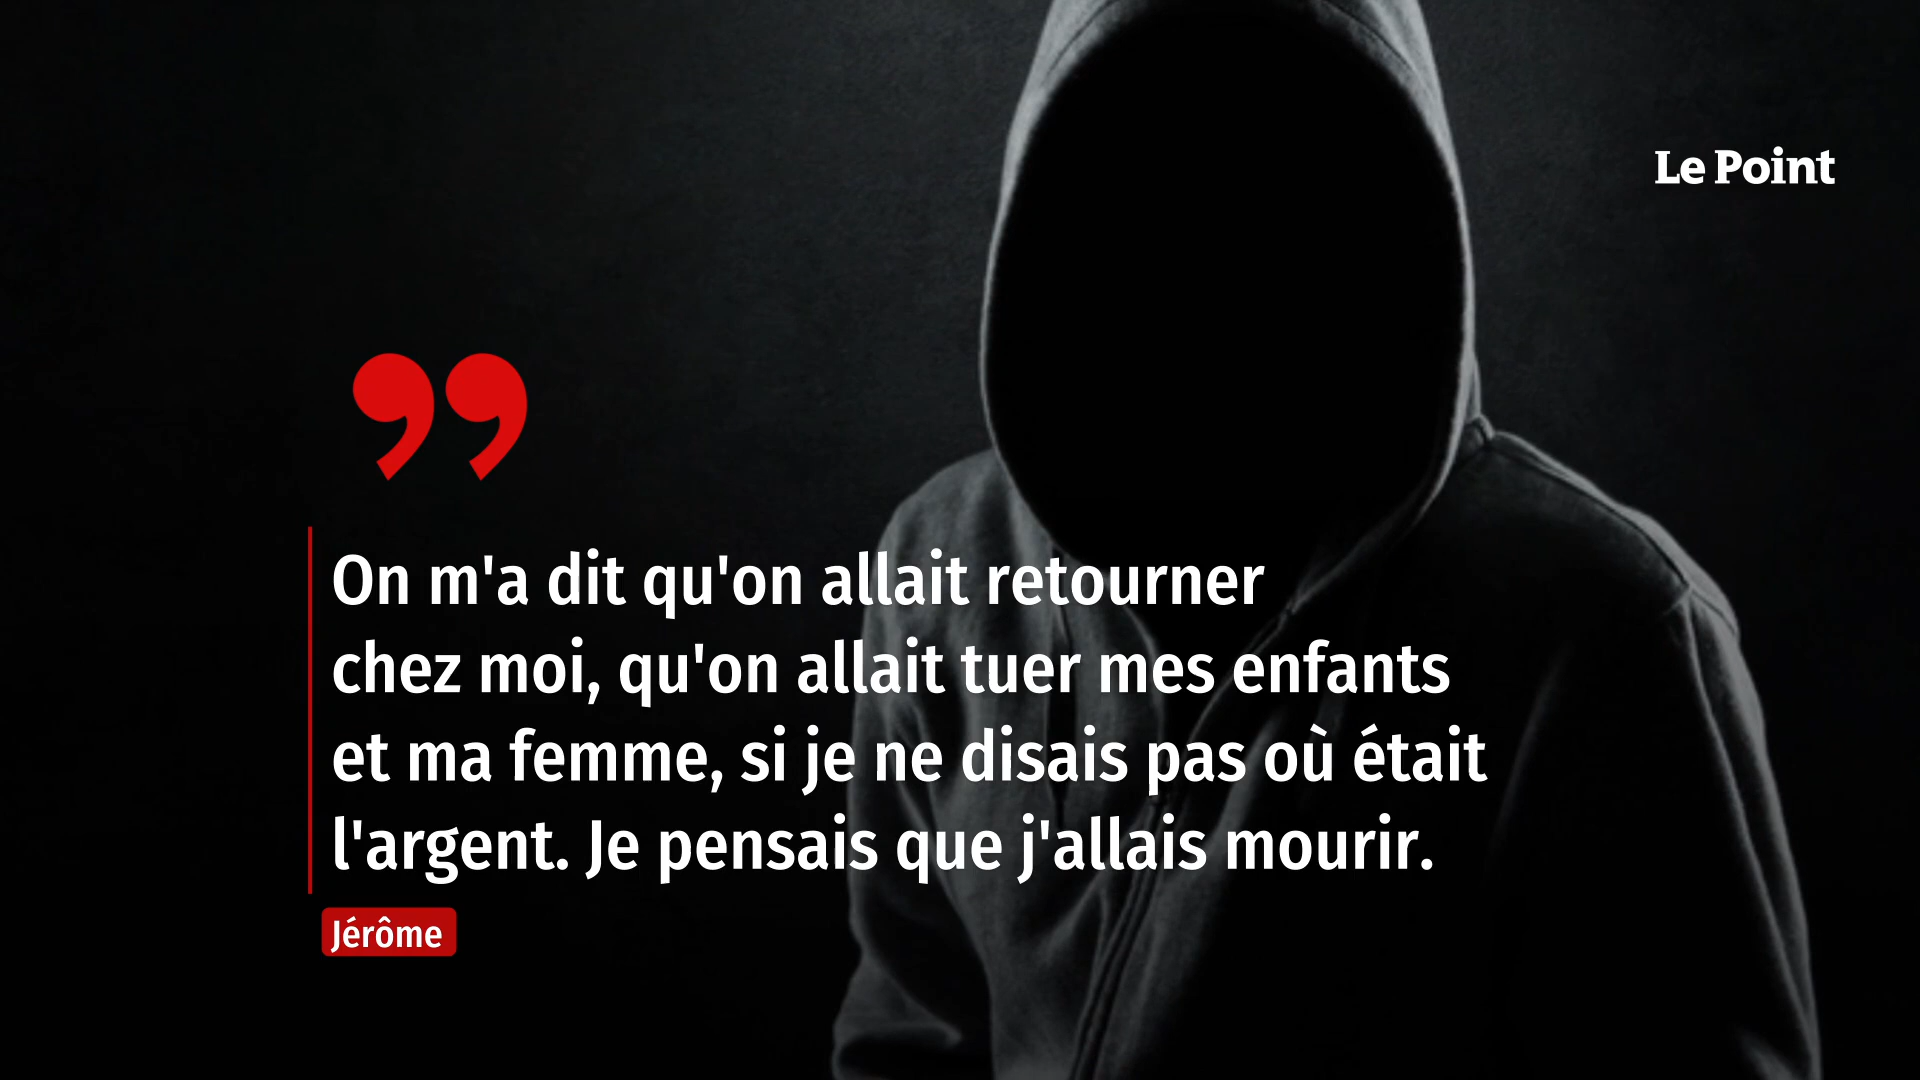 Le Point
”
On m'a dit qu'on allait retourner
chez moi, qu'on allait tuer mes enfants
et ma femme, si je ne disais pas où était
l'argent. Je pensais que j'allais mourir.
Jérôme